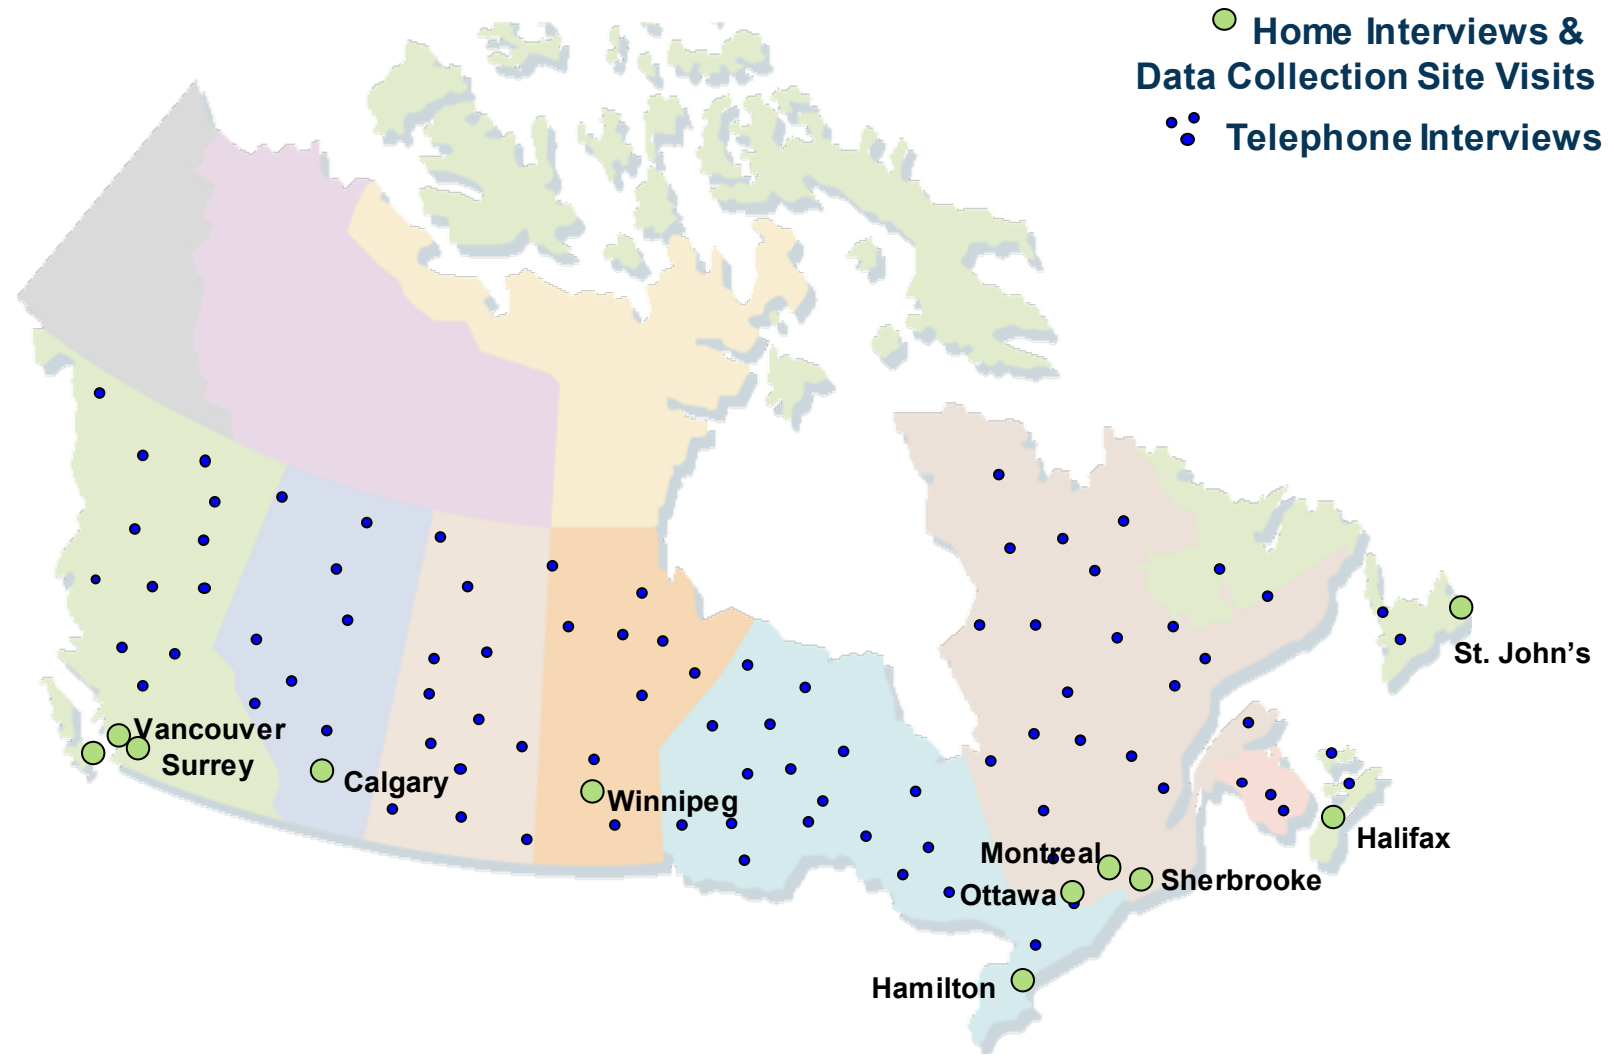 Home Interviews &
Data Collection Site Visits
Telephone Interviews
St. John's
Vancouver
Surrey
Calgary
Winnipeg
Halifax
Montreal
Sherbrooke
Ottawa
Hamilton